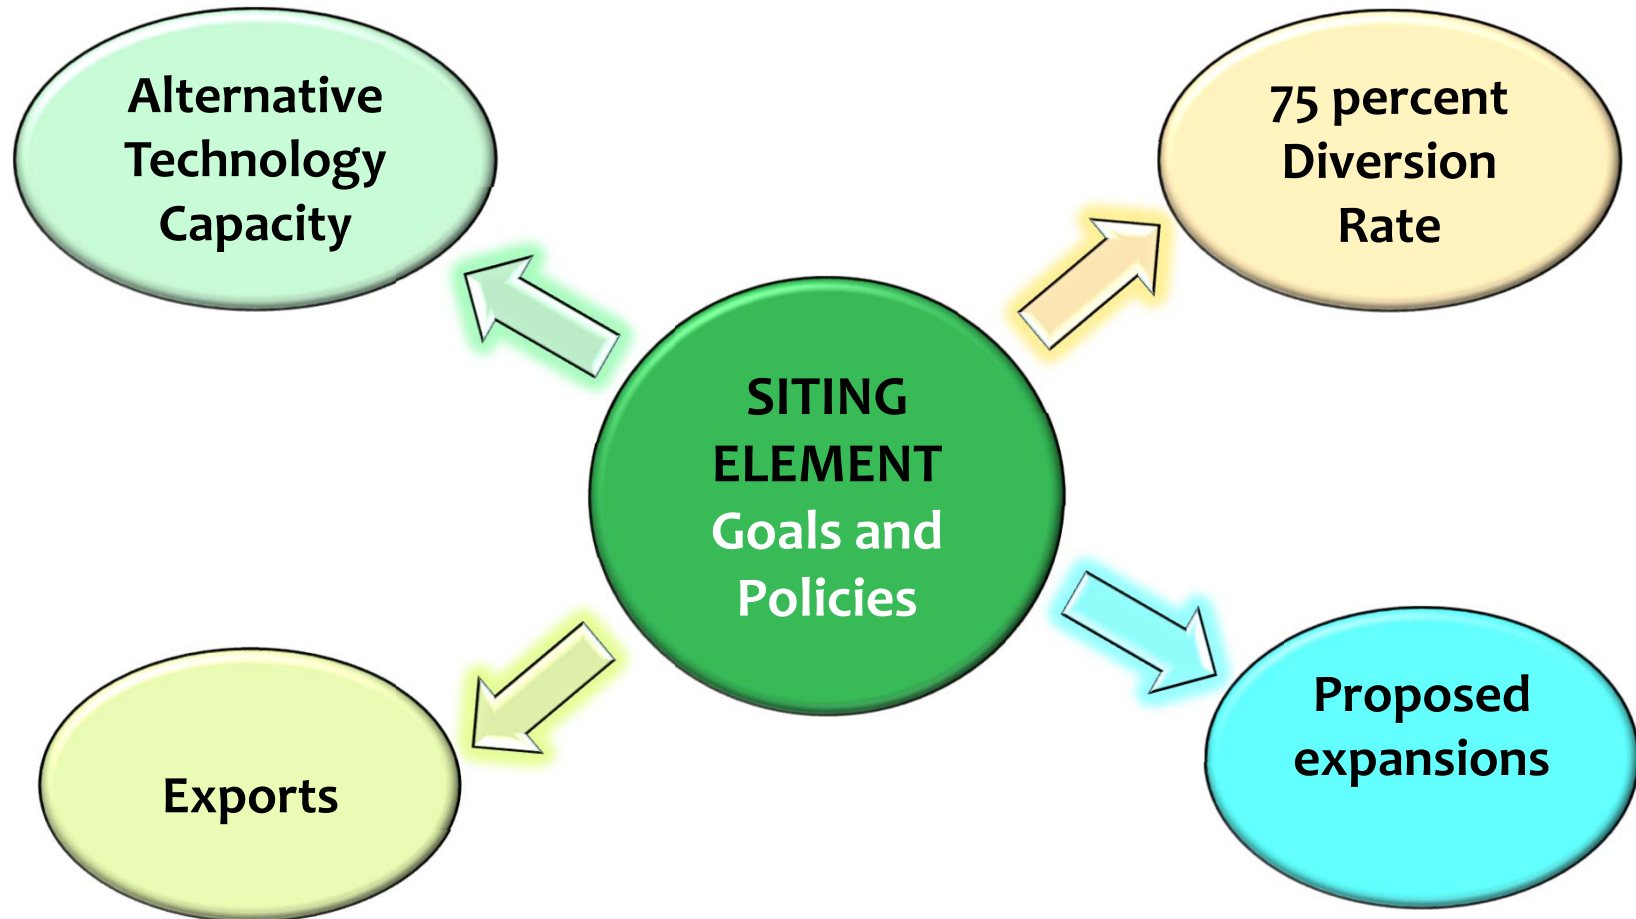 Alternative
Technology
Capacity
75 percent
Diversion
Rate
SITING
ELEMENT
Goals and
Policies
Exports
Proposed
expansions